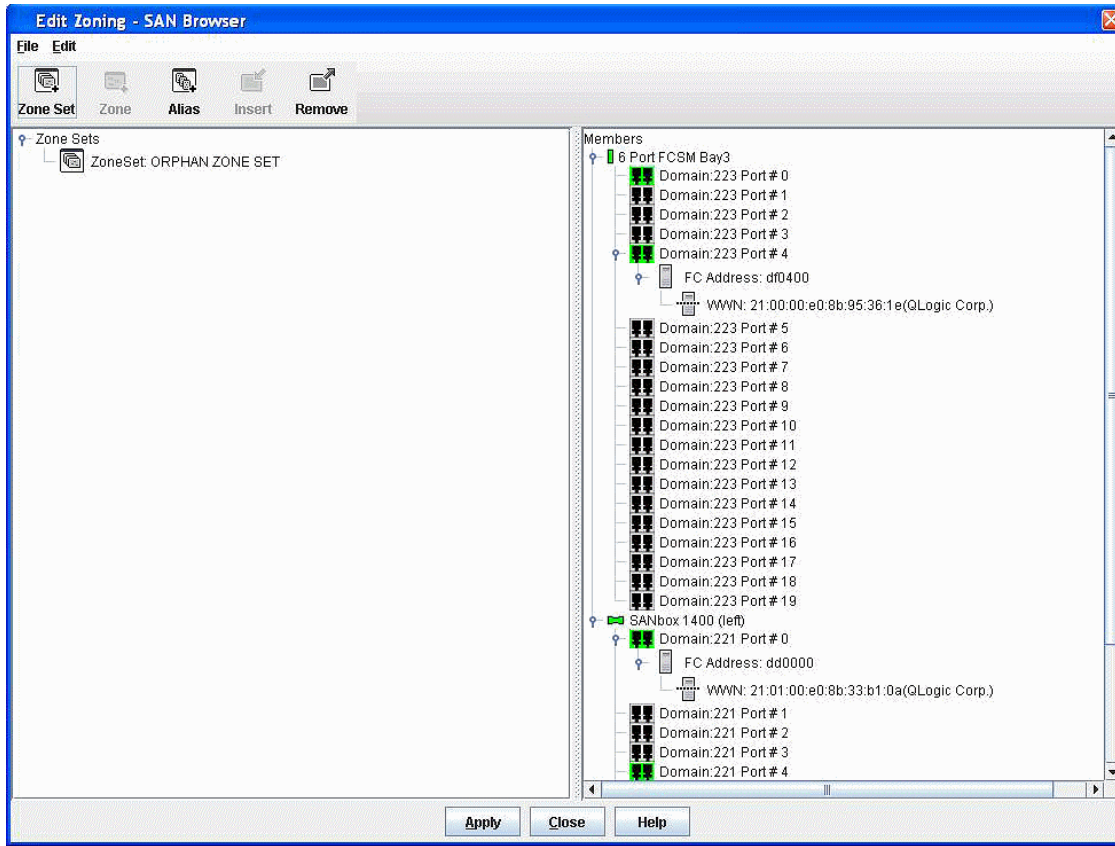 Edit Zoning - SAN Browser
File Edit
Zone Set Zone Alias Insert Remove
Zone Sets
ZoneSet: ORPHAN ZONE SET
Members
6 Port FCSM Bay3
Domain:223 Port # 0
Domain:223 Port # 1
Domain:223 Port # 2
Domain:223 Port # 3
Domain:223 Port # 4
FC Address: df0400
WWN: 21:00:00:e0:8b:95:36:1e(QLogic Corp.)
Domain:223 Port # 5
Domain:223 Port # 6
Domain:223 Port # 7
Domain:223 Port # 8
Domain:223 Port # 9
Domain:223 Port # 10
Domain:223 Port # 11
Domain:223 Port # 12
Domain:223 Port # 13
Domain:223 Port # 14
Domain:223 Port # 15
Domain:223 Port # 16
Domain:223 Port # 17
Domain:223 Port # 18
Domain:223 Port # 19
SANbox 1400 (left)
Domain:221 Port # 0
FC Address: dd0000
WWN: 21:01:00:e0:8b:33:b1:0a(QLogic Corp.)
Domain:221 Port # 1
Domain:221 Port # 2
Domain:221 Port # 3
Domain:221 Port # 4
Apply Close Help